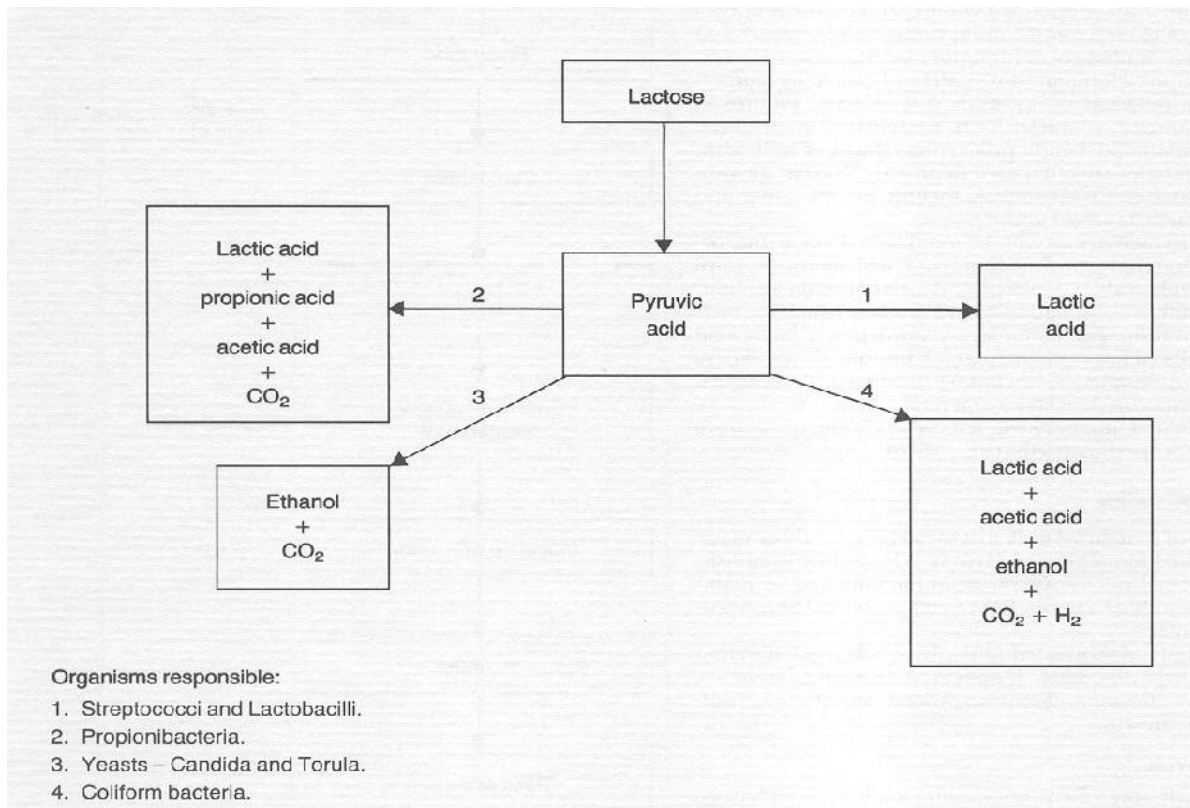 Lactose
Lactic acid
+
propionic acid
+
acetic acid
+
CO₂
2
Pyruvic
acid
1
Lactic
acid
3
4
Ethanol
+
CO₂
Lactic acid
+
acetic acid
+
ethanol
+
CO₂ + H₂
Organisms responsible:
1. Streptococci and Lactobacilli.
2. Propionibacteria.
3. Yeasts – Candida and Torula.
4. Coliform bacteria.